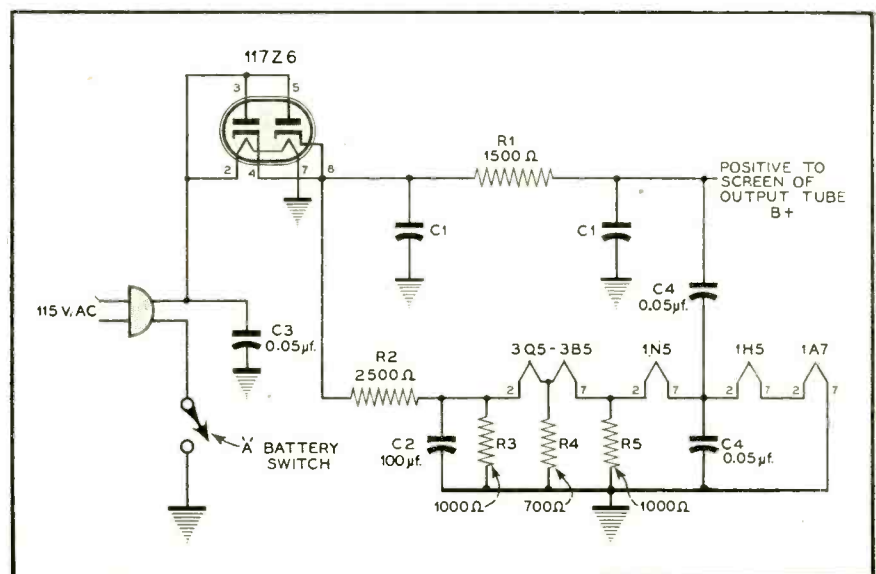 117Z6
3
5
2
4
7
8
R1
1500 Ω
POSITIVE TO
SCREEN OF
OUTPUT TUBE
B+
C1
C1
C4
0.05μf.
115 V. AC
C3
0.05μf.
R2
2500 Ω
3Q5-3B5
1N5
1H5
1A7
2
7
2
7
2
7
2
7
"A" BATTERY
SWITCH
C2
100μf.
R3
R4
R5
C4
0.05μf.
1000Ω
700Ω
1000Ω